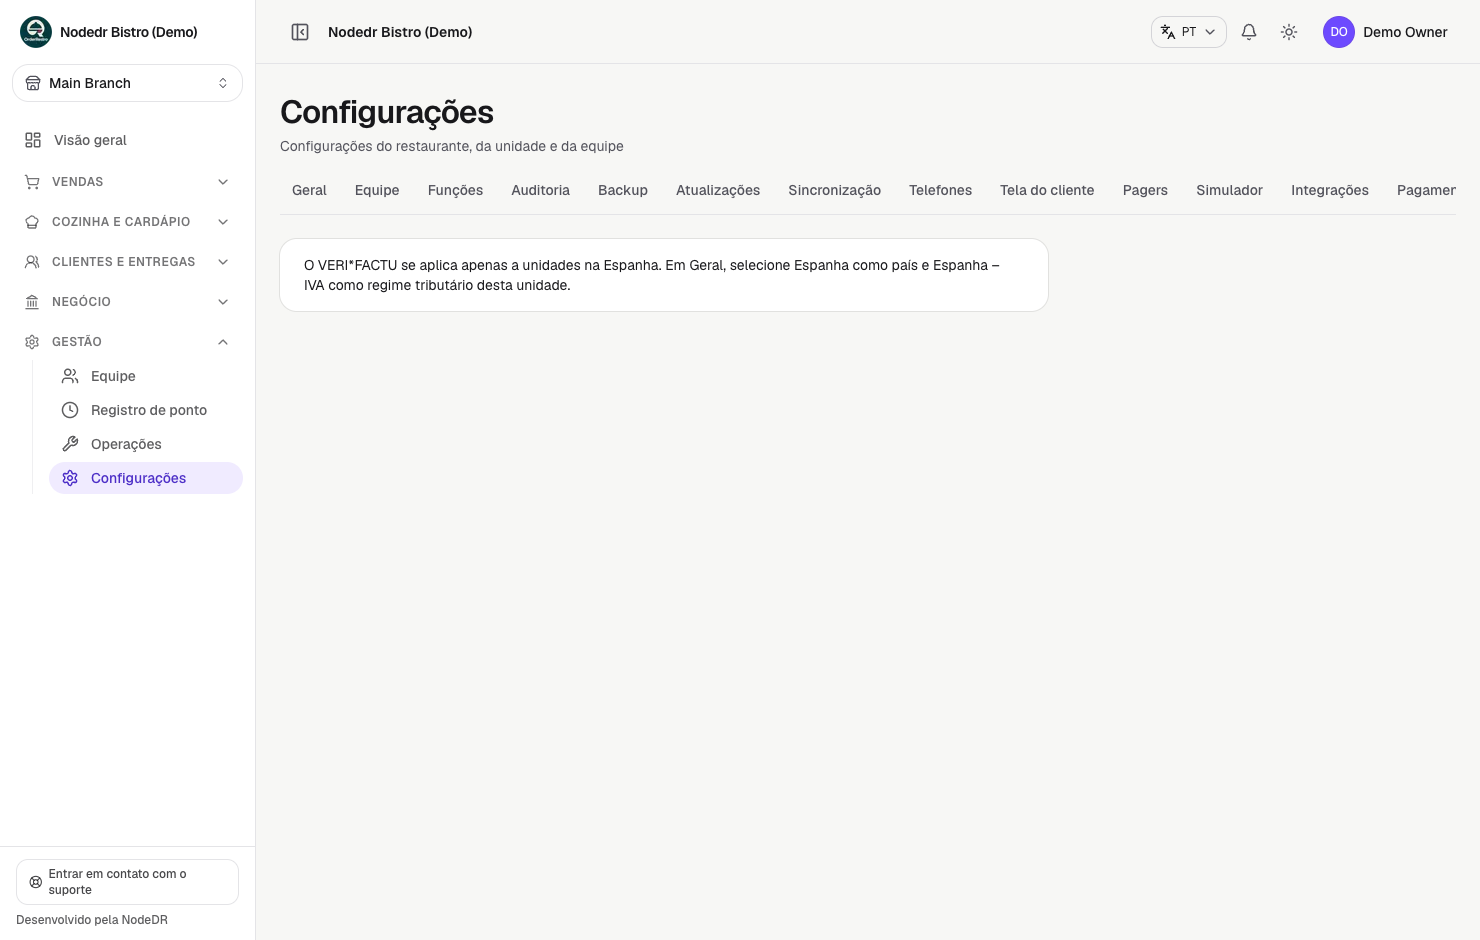 Nodedr Bistro (Demo)
Main Branch
Visão geral
VENDAS
COZINHA E CARDÁPIO
CLIENTES E ENTREGAS
NEGÓCIO
GESTÃO
Equipe
Registro de ponto
Operações
Configurações
Entrar em contato com o
suporte
Desenvolvido pela NodeDR
Nodedr Bistro (Demo)
PT
DO
Demo Owner
Configurações
Configurações do restaurante, da unidade e da equipe
Geral Equipe Funções Auditoria Backup Atualizações Sincronização Telefones Tela do cliente Pagers Simulador Integrações Pagamen
O VERI*FACTU se aplica apenas a unidades na Espanha. Em Geral, selecione Espanha como país e Espanha –
IVA como regime tributário desta unidade.